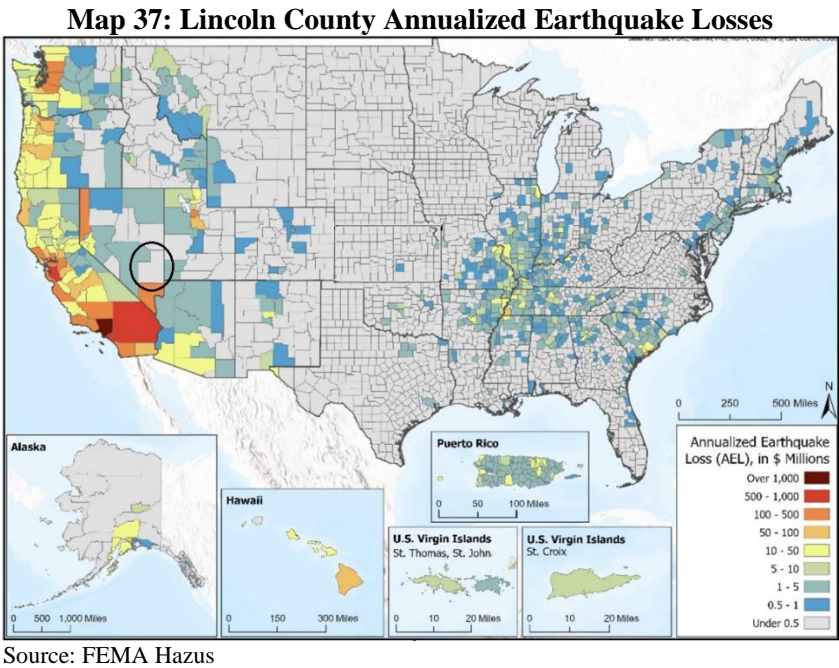 Map 37: Lincoln County Annualized Earthquake Losses
N
0 250 500 Miles
Alaska
0 500 1,000 Miles
Hawaii
0 150 300 Miles
Puerto Rico
0 50 100 Miles
U.S. Virgin Islands
St. Thomas, St. John
0 10 20 Miles
U.S. Virgin Islands
St. Croix
0 10 20 Miles
Annualized Earthquake
Loss (AEL), in $ Millions
Over 1,000
500 - 1,000
100 - 500
50 - 100
10 - 50
5 - 10
1 - 5
0.5 - 1
Under 0.5
Source: FEMA Hazus